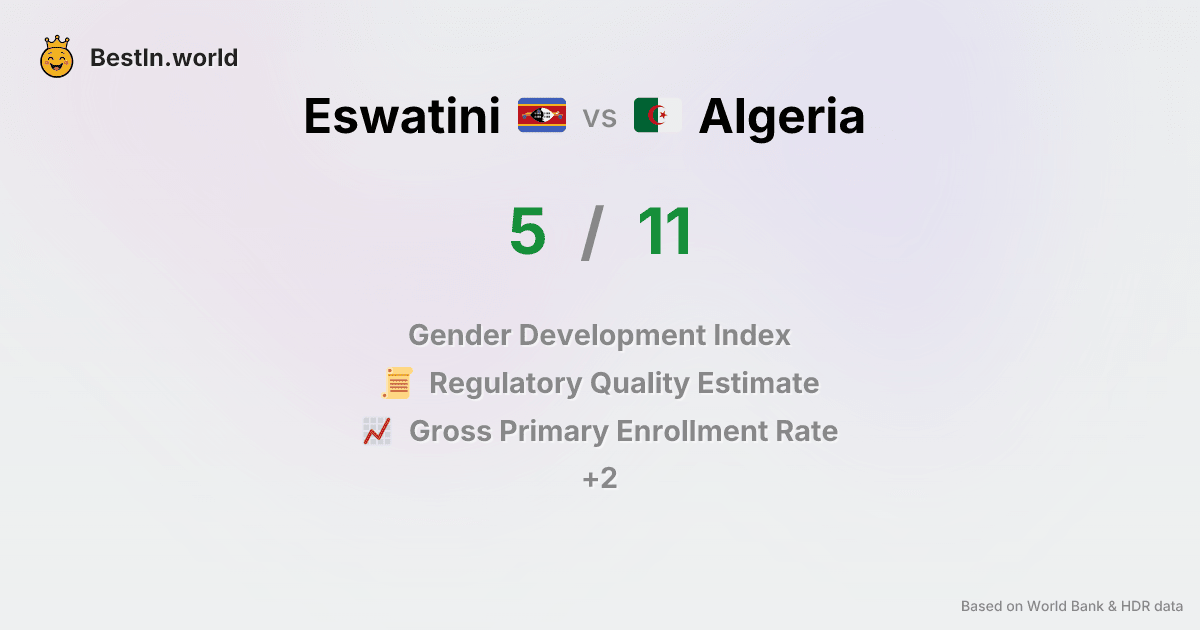 BestIn.world
Eswatini vs Algeria
5 / 11
Gender Development Index
Regulatory Quality Estimate
Gross Primary Enrollment Rate
+2
Based on World Bank & HDR data